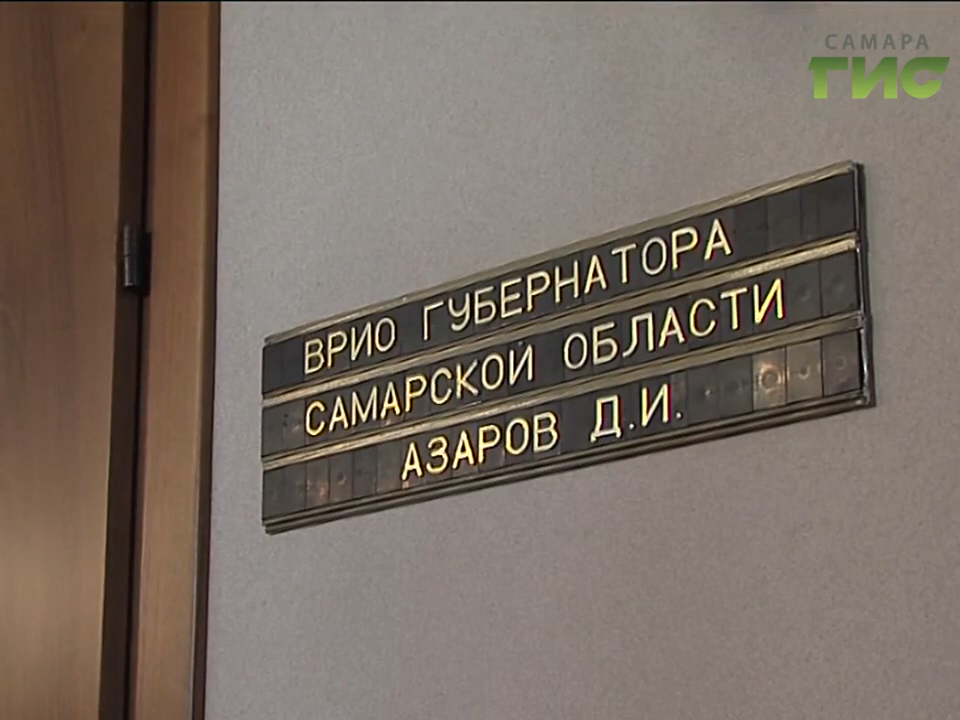 САМАРА
ГИС
ВРИО ГУБЕРНАТОРА
САМАРСКОЙ ОБЛАСТИ
АЗАРОВ Д.И.